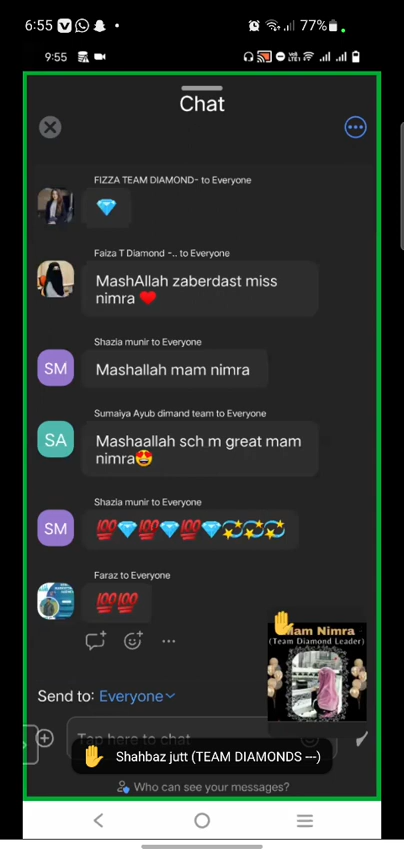 6:55
77%
9:55
Chat
FIZZA TEAM DIAMOND- to Everyone
💎
Faiza T Diamond -.. to Everyone
MashAllah zaberdast miss
nimra ❤️
Shazia munir to Everyone
SM
Mashallah mam nimra
Sumaiya Ayub dimand team to Everyone
SA
Mashaallah sch m great mam
nimra😍
Shazia munir to Everyone
SM
💯💎💯💎💯💎💫💫💫
Faraz to Everyone
💯💯
Mam Nimra
(Team Diamond Leader)
Send to: Everyone
Tap here to chat
✋ Shahbaz jutt (TEAM DIAMONDS ---)
Who can see your messages?